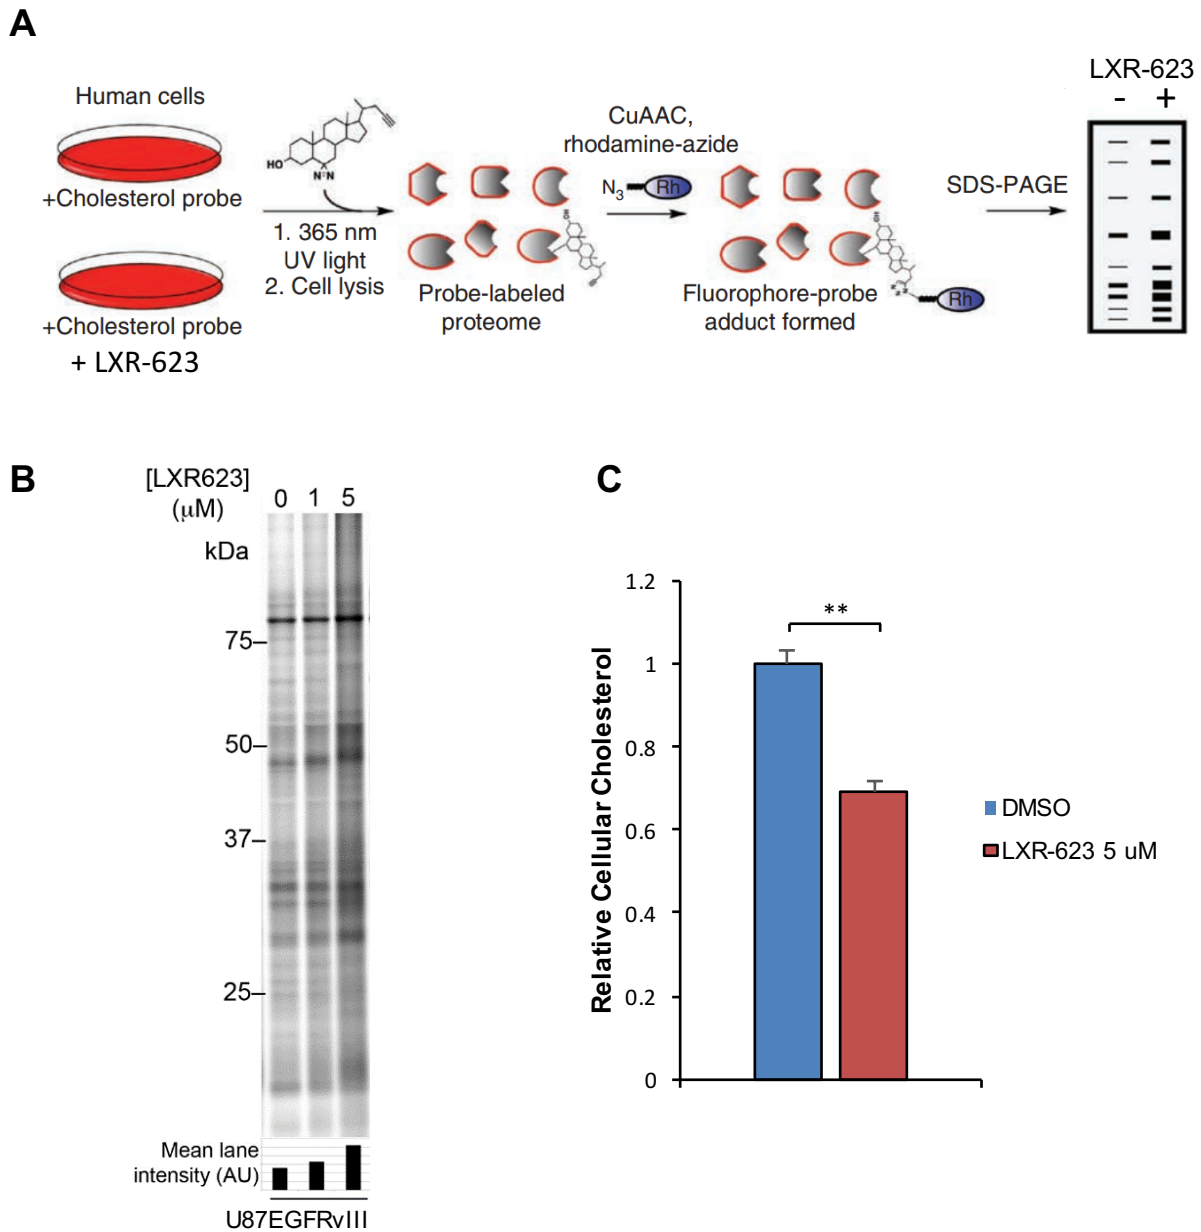 A
Human cells
+Cholesterol probe
+Cholesterol probe
+ LXR-623
HO
N=N
1. 365 nm
UV light
2. Cell lysis
OH
Probe-labeled
proteome
CuAAC,
rhodamine-azide
N3
Rh
OH
N
N
N
Rh
Fluorophore-probe
adduct formed
SDS-PAGE
LXR-623
- +
B
[LXR623]
(μM)
0 1 5
kDa
75
50
37
25
Mean lane
intensity (AU)
U87EGFRvIII
C
Relative Cellular Cholesterol
1.2
1
0.8
0.6
0.4
0.2
0
**
DMSO
LXR-623 5 uM